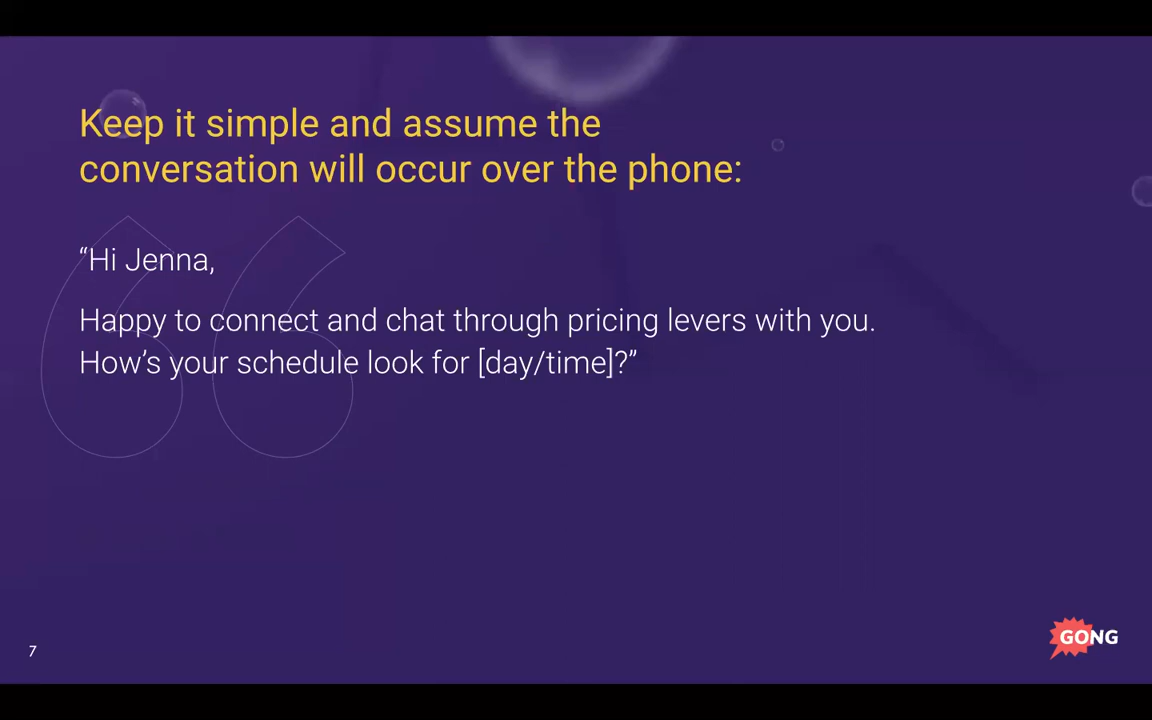 Keep it simple and assume the
conversation will occur over the phone:
“Hi Jenna,
Happy to connect and chat through pricing levers with you.
How’s your schedule look for [day/time]?”
7
GONG